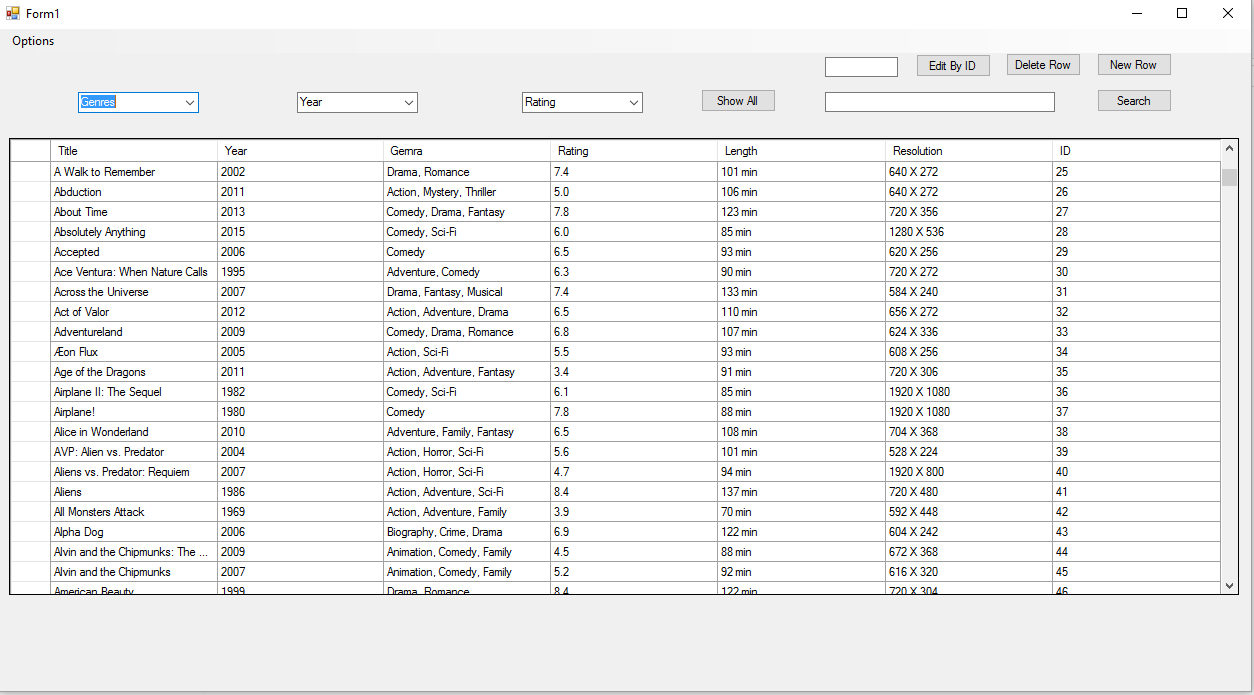 Form1
Options
Edit By ID Delete Row New Row
Genres Year Rating Show All Search
Title Year Gemra Rating Length Resolution ID
A Walk to Remember 2002 Drama, Romance 7.4 101 min 640 X 272 25
Abduction 2011 Action, Mystery, Thriller 5.0 106 min 640 X 272 26
About Time 2013 Comedy, Drama, Fantasy 7.8 123 min 720 X 356 27
Absolutely Anything 2015 Comedy, Sci-Fi 6.0 85 min 1280 X 536 28
Accepted 2006 Comedy 6.5 93 min 620 X 256 29
Ace Ventura: When Nature Calls 1995 Adventure, Comedy 6.3 90 min 720 X 272 30
Across the Universe 2007 Drama, Fantasy, Musical 7.4 133 min 584 X 240 31
Act of Valor 2012 Action, Adventure, Drama 6.5 110 min 656 X 272 32
Adventureland 2009 Comedy, Drama, Romance 6.8 107 min 624 X 336 33
Æon Flux 2005 Action, Sci-Fi 5.5 93 min 608 X 256 34
Age of the Dragons 2011 Action, Adventure, Fantasy 3.4 91 min 720 X 306 35
Airplane II: The Sequel 1982 Comedy, Sci-Fi 6.1 85 min 1920 X 1080 36
Airplane! 1980 Comedy 7.8 88 min 1920 X 1080 37
Alice in Wonderland 2010 Adventure, Family, Fantasy 6.5 108 min 704 X 368 38
AVP: Alien vs. Predator 2004 Action, Horror, Sci-Fi 5.6 101 min 528 X 224 39
Aliens vs. Predator: Requiem 2007 Action, Horror, Sci-Fi 4.7 94 min 1920 X 800 40
Aliens 1986 Action, Adventure, Sci-Fi 8.4 137 min 720 X 480 41
All Monsters Attack 1969 Action, Adventure, Family 3.9 70 min 592 X 448 42
Alpha Dog 2006 Biography, Crime, Drama 6.9 122 min 604 X 242 43
Alvin and the Chipmunks: The ... 2009 Animation, Comedy, Family 4.5 88 min 672 X 368 44
Alvin and the Chipmunks 2007 Animation, Comedy, Family 5.2 92 min 616 X 320 45
American Beauty 1999 Drama, Romance 8.4 122 min 720 X 304 46